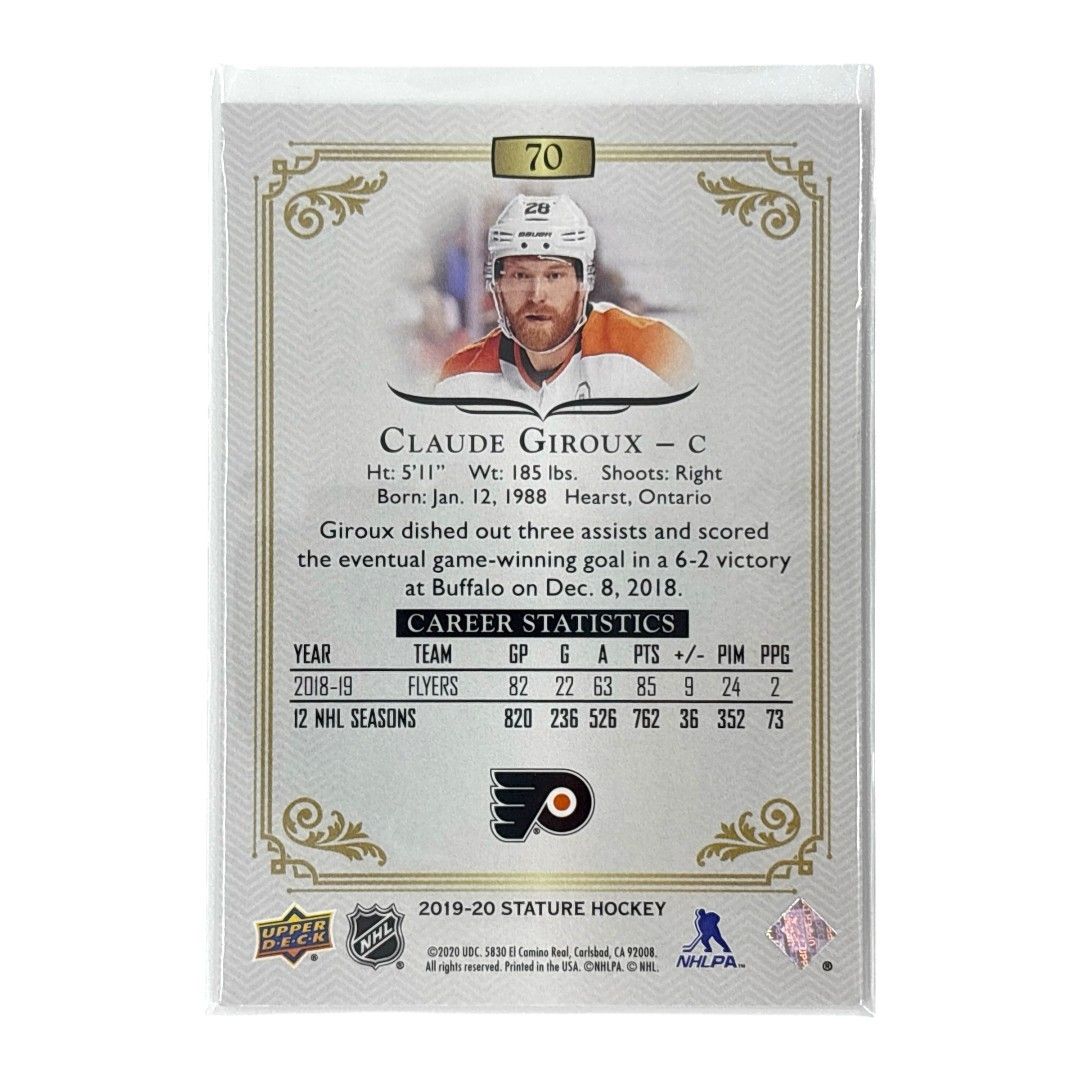 70
28
BAUER
CLAUDE GIROUX – C
Ht: 5'11" Wt: 185 lbs. Shoots: Right
Born: Jan. 12, 1988 Hearst, Ontario
Giroux dished out three assists and scored
the eventual game-winning goal in a 6-2 victory
at Buffalo on Dec. 8, 2018.
CAREER STATISTICS
YEAR TEAM GP G A PTS +/- PIM PPG
2018-19 FLYERS 82 22 63 85 9 24 2
12 NHL SEASONS 820 236 526 762 36 352 73
®
2019-20 STATURE HOCKEY
UPPER
D·E·C·K ®
NHL ®
©2020 UDC. 5830 El Camino Real, Carlsbad, CA 92008.
All rights reserved. Printed in the USA. ©NHLPA. © NHL.
NHLPA™
®